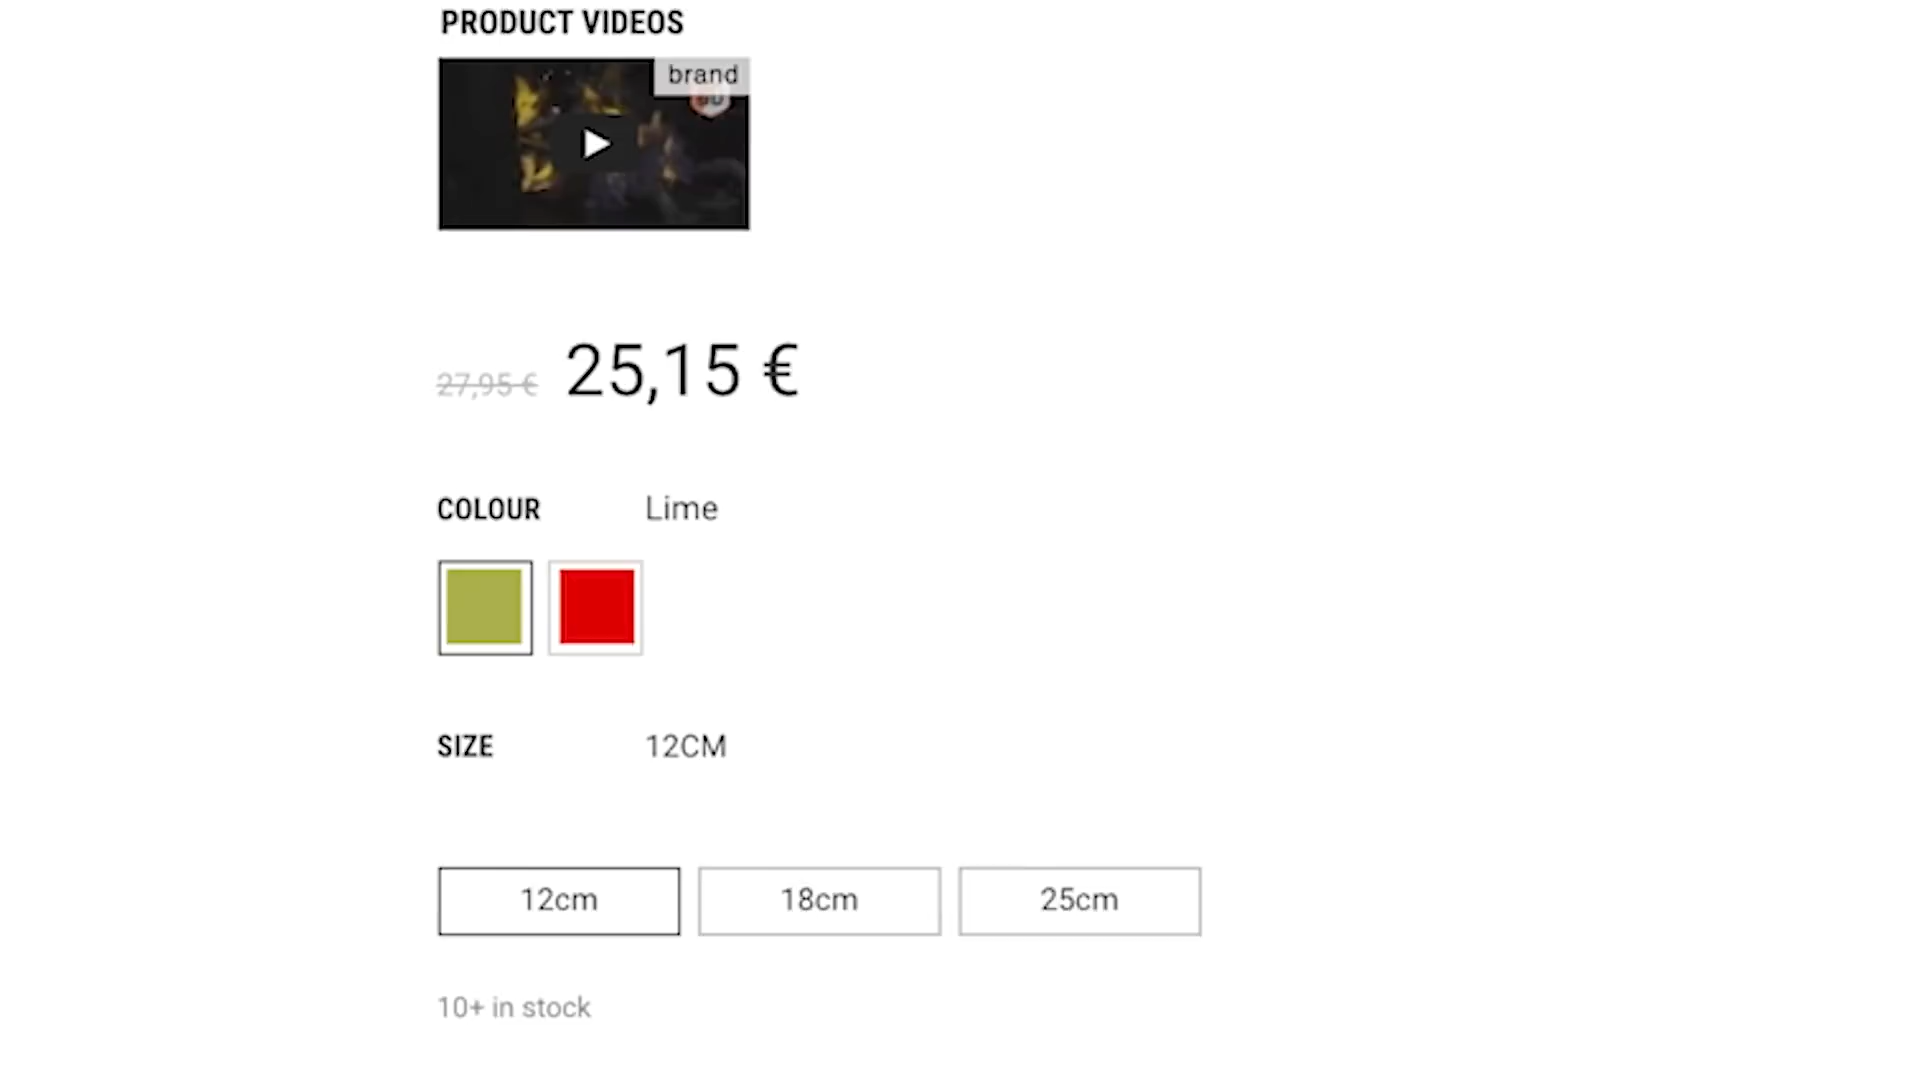 PRODUCT VIDEOS
brand
27,95 € 25,15 €
COLOUR Lime
SIZE 12CM
12cm 18cm 25cm
10+ in stock